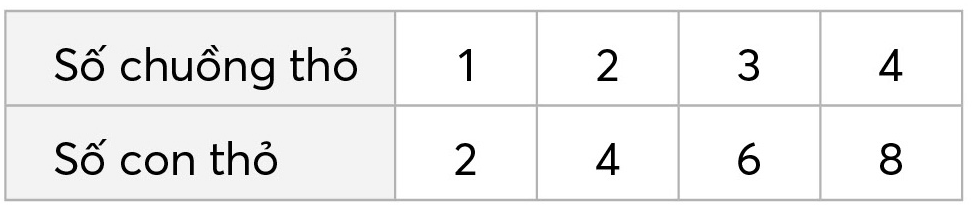 Số chuồng thỏ 1 2 3 4
Số con thỏ 2 4 6 8